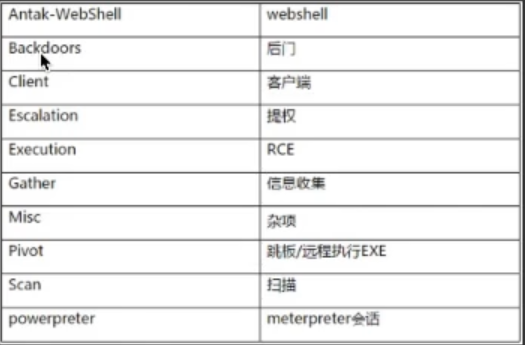 Antak-WebShell webshell
Backdoors 后门
Client 客户端
Escalation 提权
Execution RCE
Gather 信息收集
Misc 杂项
Pivot 跳板/远程执行EXE
Scan 扫描
powerpreter meterpreter会话